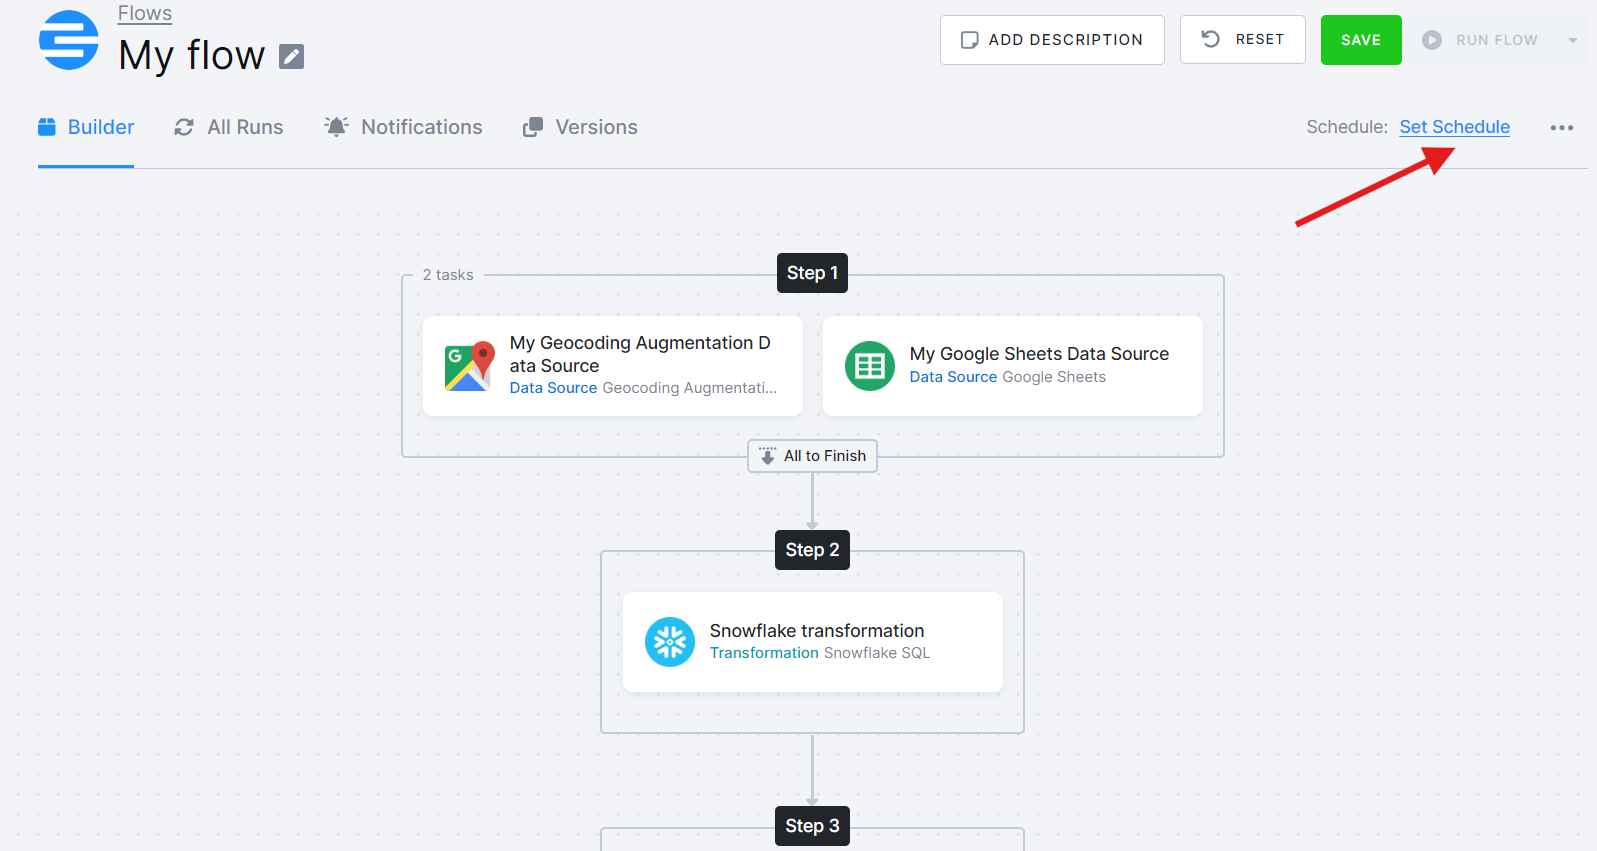 Flows
My flow
ADD DESCRIPTION
RESET
SAVE
RUN FLOW
Builder
All Runs
Notifications
Versions
Schedule: Set Schedule
2 tasks
Step 1
My Geocoding Augmentation D
ata Source
Data Source Geocoding Augmentati...
My Google Sheets Data Source
Data Source Google Sheets
All to Finish
Step 2
Snowflake transformation
Transformation Snowflake SQL
Step 3